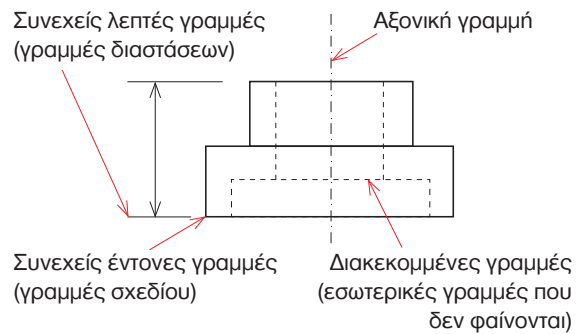 Συνεχείς λεπτές γραμμές
(γραμμές διαστάσεων)
Αξονική γραμμή
Συνεχείς έντονες γραμμές
(γραμμές σχεδίου)
Διακεκομμένες γραμμές
(εσωτερικές γραμμές που
δεν φαίνονται)